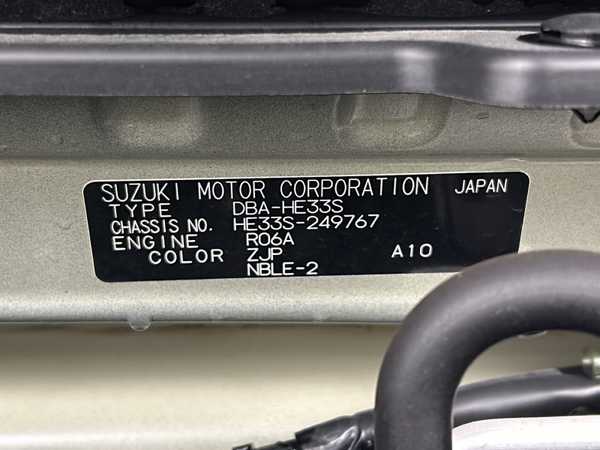 SUZUKI MOTOR CORPORATION JAPAN
TYPE DBA-HE33S
CHASSIS NO. HE33S-249767
ENGINE R06A
COLOR ZJP A10
NBLE-2